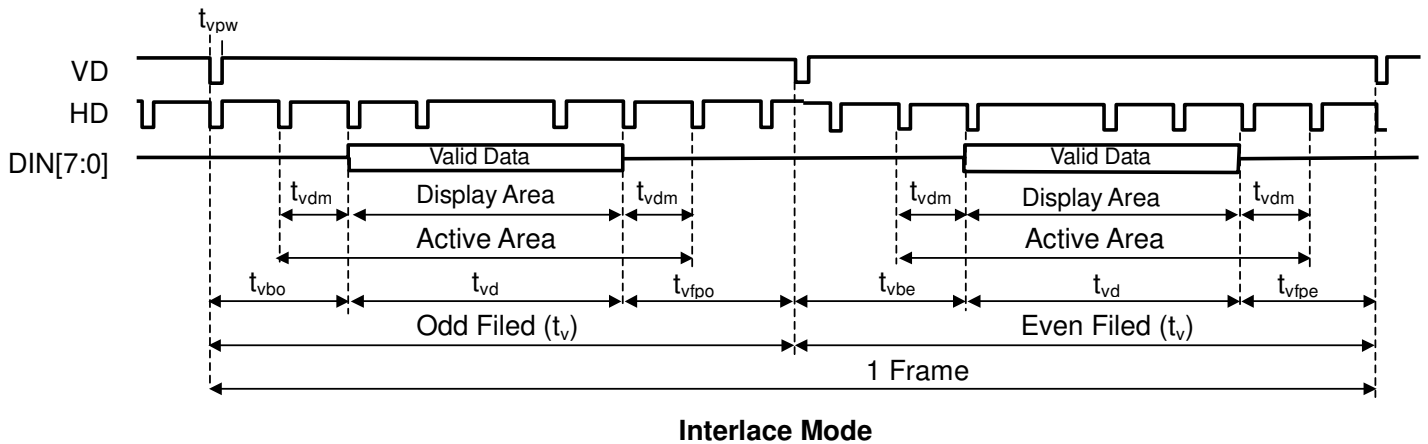 tvpw
VD
HD
DIN[7:0] Valid Data Valid Data
tvdm Display Area tvdm tvdm Display Area tvdm
Active Area Active Area
tvbo tvd tvfpo tvbe tvd tvfpe
Odd Filed (tv) Even Filed (tv)
1 Frame
Interlace Mode